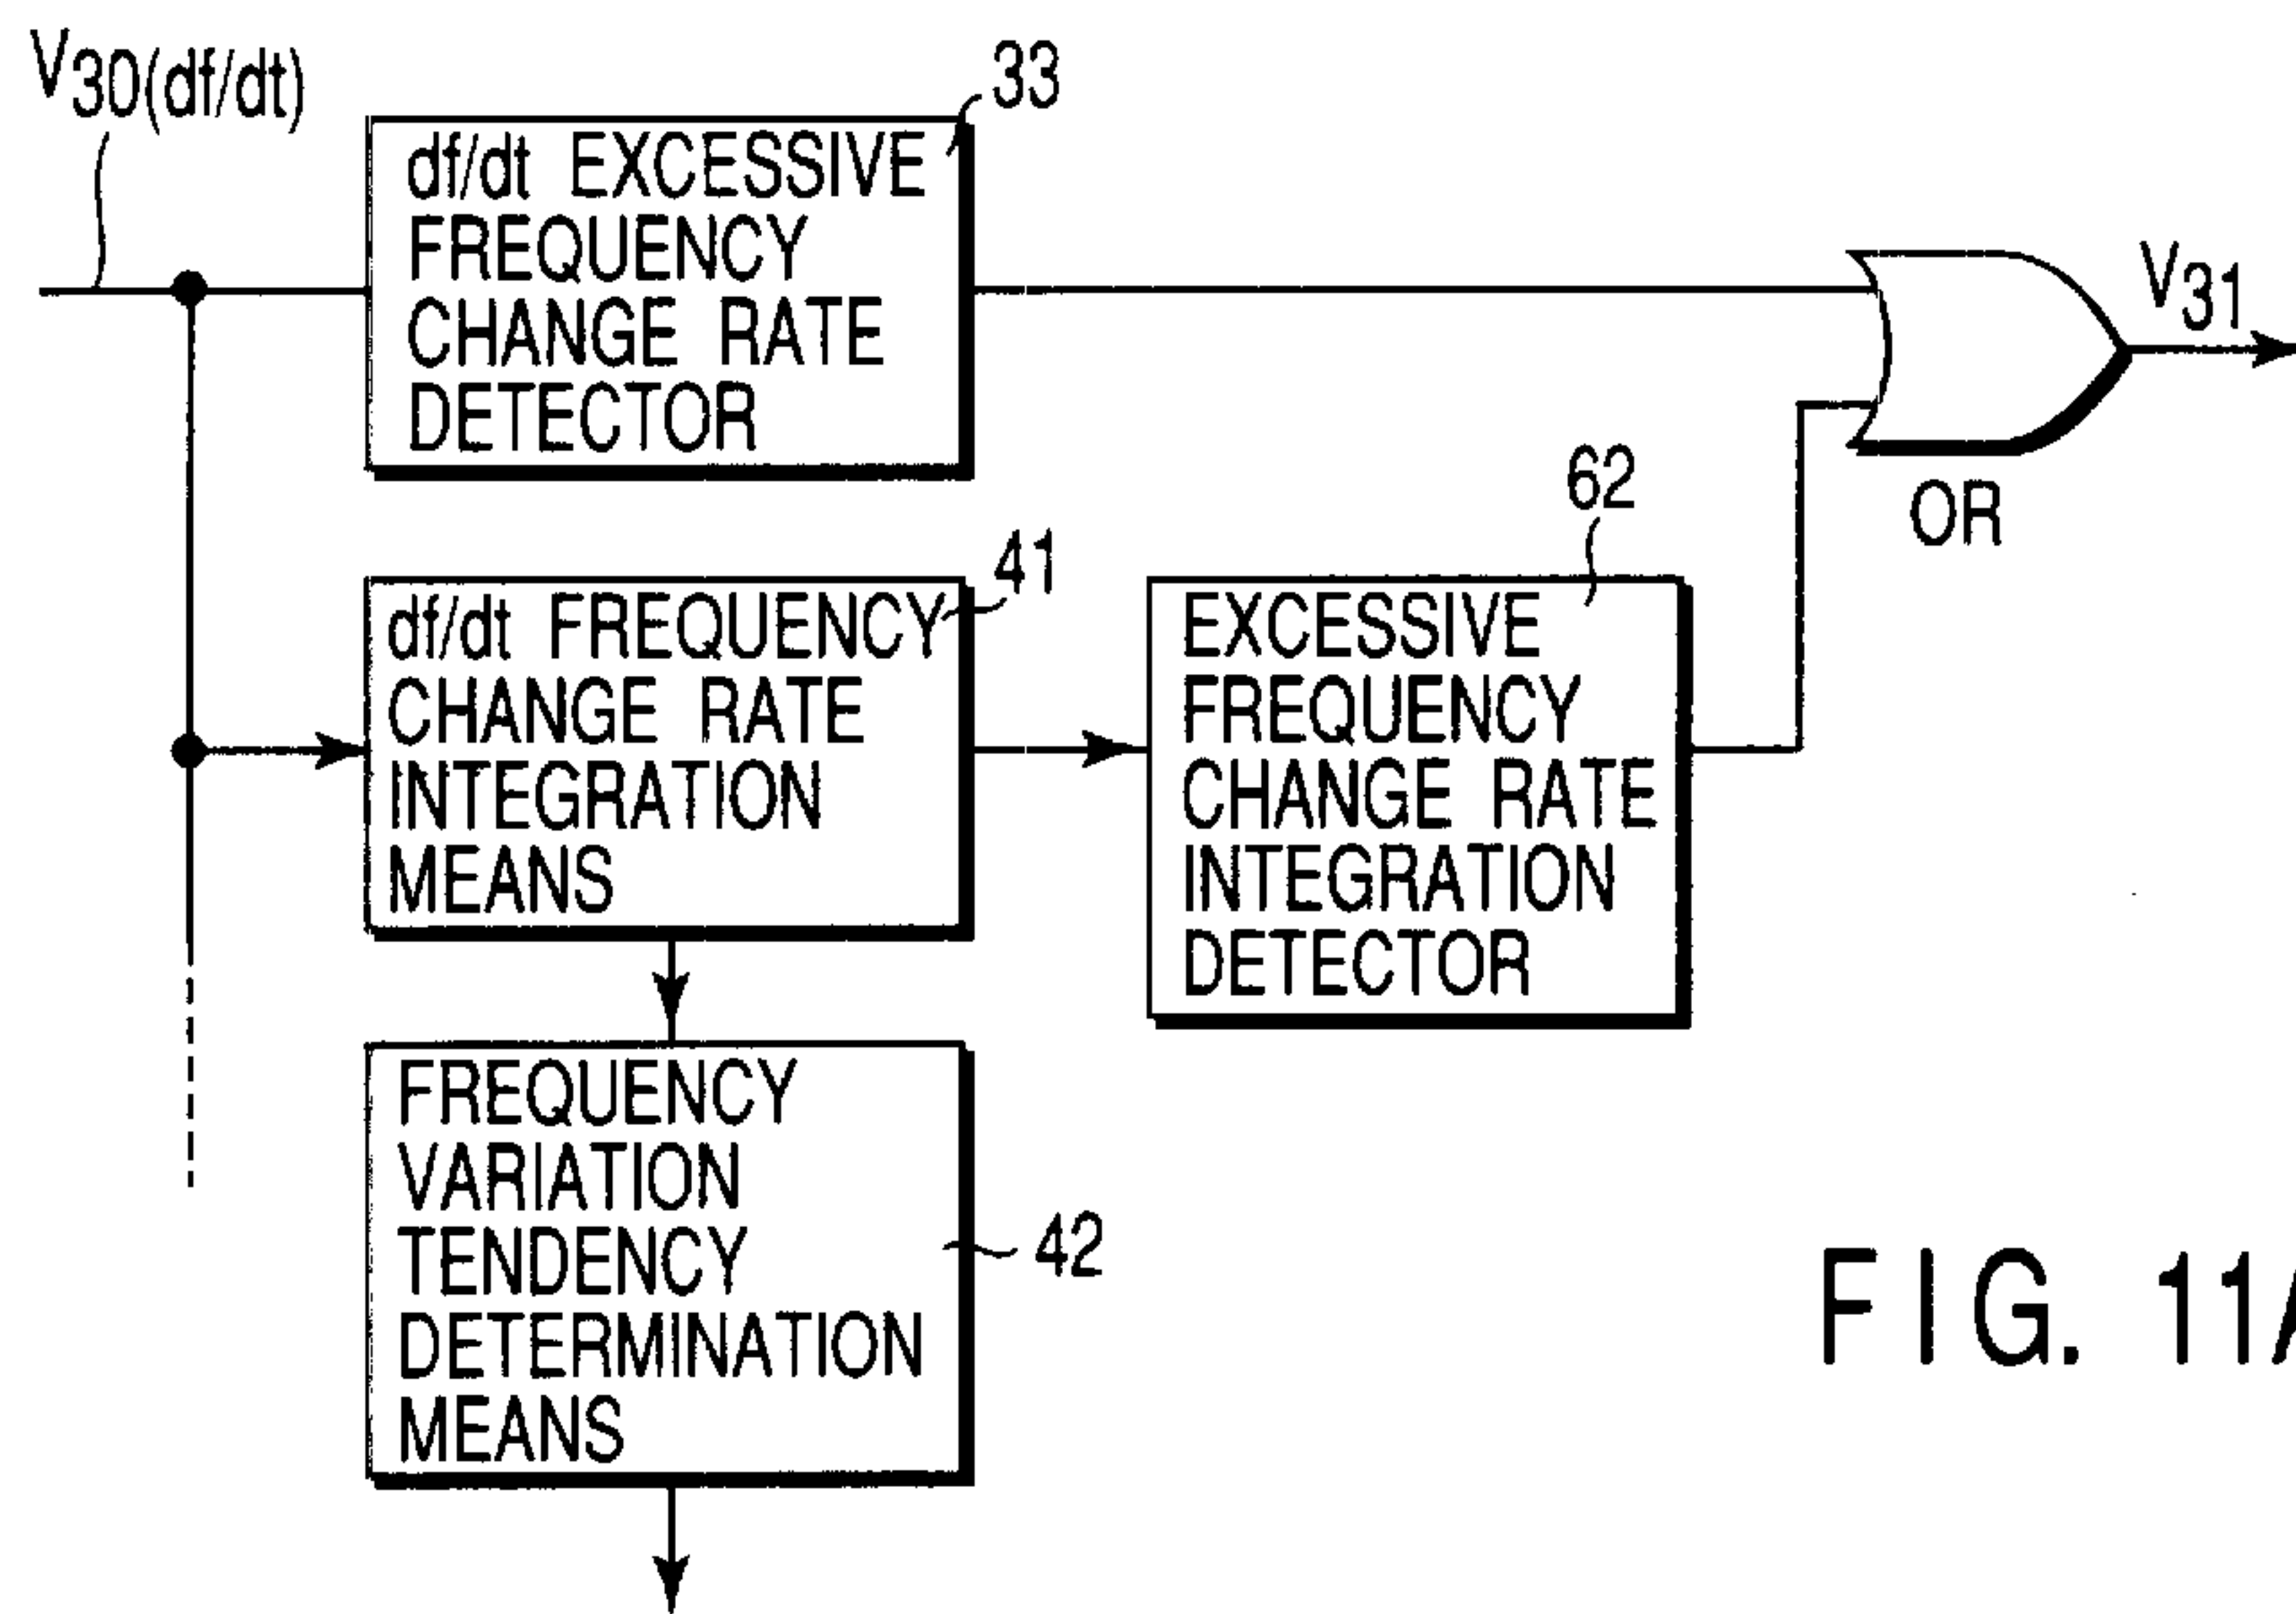 V30(df/dt)
33
df/dt EXCESSIVE
FREQUENCY
CHANGE RATE
DETECTOR
V31
OR
62
41
df/dt FREQUENCY
CHANGE RATE
INTEGRATION
MEANS
EXCESSIVE
FREQUENCY
CHANGE RATE
INTEGRATION
DETECTOR
FREQUENCY
VARIATION
TENDENCY
DETERMINATION
MEANS
42
FIG. 11